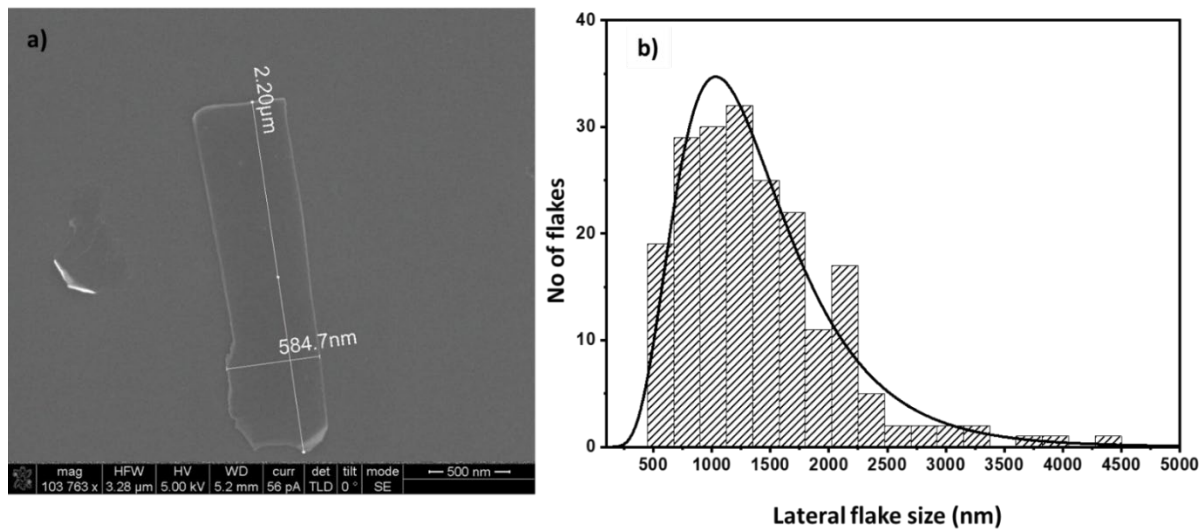 a)
2.20µm
584.7nm
mag HFW HV WD curr det tilt mode
103 763 x 3.28 µm 5.00 kV 5.2 mm 56 pA TLD 0° SE
500 nm
b)
No of flakes
40
30
20
10
0
500 1000 1500 2000 2500 3000 3500 4000 4500 5000
Lateral flake size (nm)